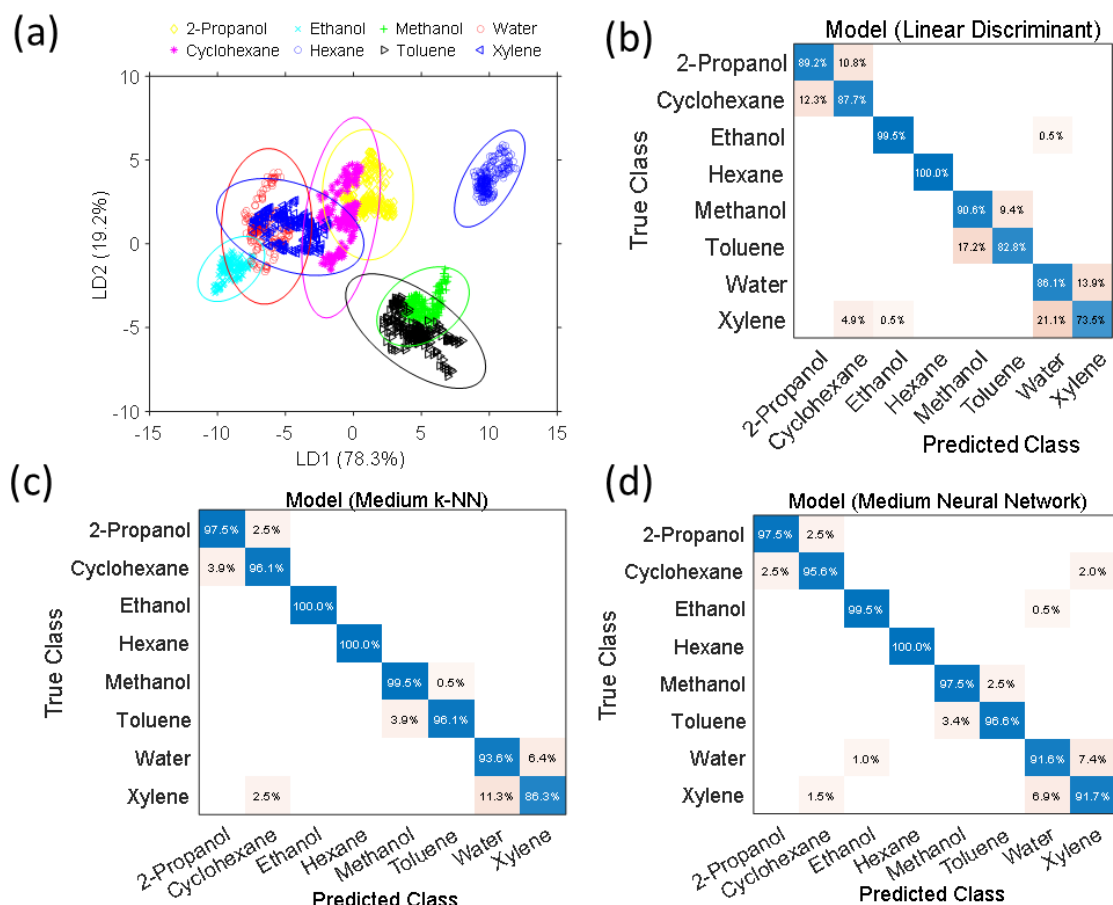 (a)
2-Propanol Ethanol Methanol Water
Cyclohexane Hexane Toluene Xylene
10
5
0
-5
-10
LD2 (19.2%)
-15 -10 -5 0 5 10 15
LD1 (78.3%)
(b)
Model (Linear Discriminant)
True Class
2-Propanol 89.2% 10.8%
Cyclohexane 12.3% 87.7%
Ethanol 99.5% 0.5%
Hexane 100.0%
Methanol 90.6% 9.4%
Toluene 17.2% 82.8%
Water 86.1% 13.9%
Xylene 4.9% 0.5% 21.1% 73.5%
2-Propanol Cyclohexane Ethanol Hexane Methanol Toluene Water Xylene
Predicted Class
(c)
Model (Medium k-NN)
True Class
2-Propanol 97.5% 2.5%
Cyclohexane 3.9% 96.1%
Ethanol 100.0%
Hexane 100.0%
Methanol 99.5% 0.5%
Toluene 3.9% 96.1%
Water 93.6% 6.4%
Xylene 2.5% 11.3% 86.3%
2-Propanol Cyclohexane Ethanol Hexane Methanol Toluene Water Xylene
Predicted Class
(d)
Model (Medium Neural Network)
True Class
2-Propanol 97.5% 2.5%
Cyclohexane 2.5% 95.6% 2.0%
Ethanol 99.5% 0.5%
Hexane 100.0%
Methanol 97.5% 2.5%
Toluene 3.4% 96.6%
Water 1.0% 91.6% 7.4%
Xylene 1.5% 6.9% 91.7%
2-Propanol Cyclohexane Ethanol Hexane Methanol Toluene Water Xylene
Predicted Class